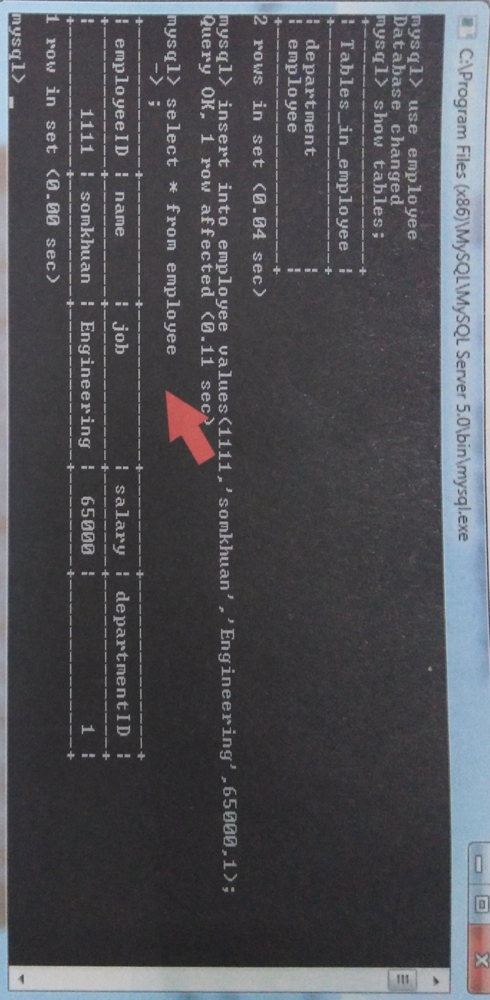 C:\Program Files (x86)\MySQL\MySQL Server 5.0\bin\mysql.exe
mysql> use employee
Database changed
mysql> show tables;
+--------------------+
| Tables_in_employee |
+--------------------+
| department         |
| employee           |
+--------------------+
2 rows in set (0.04 sec)
mysql> insert into employee values(1111,'somkhuan','Engineering',65000,1);
Query OK, 1 row affected (0.11 sec)
mysql> select * from employee
    -> ;
+------------+----------+-------------+--------+--------------+
| employeeID | name     | job         | salary | departmentID |
+------------+----------+-------------+--------+--------------+
|       1111 | somkhuan | Engineering |  65000 |            1 |
+------------+----------+-------------+--------+--------------+
1 row in set (0.00 sec)
mysql> _